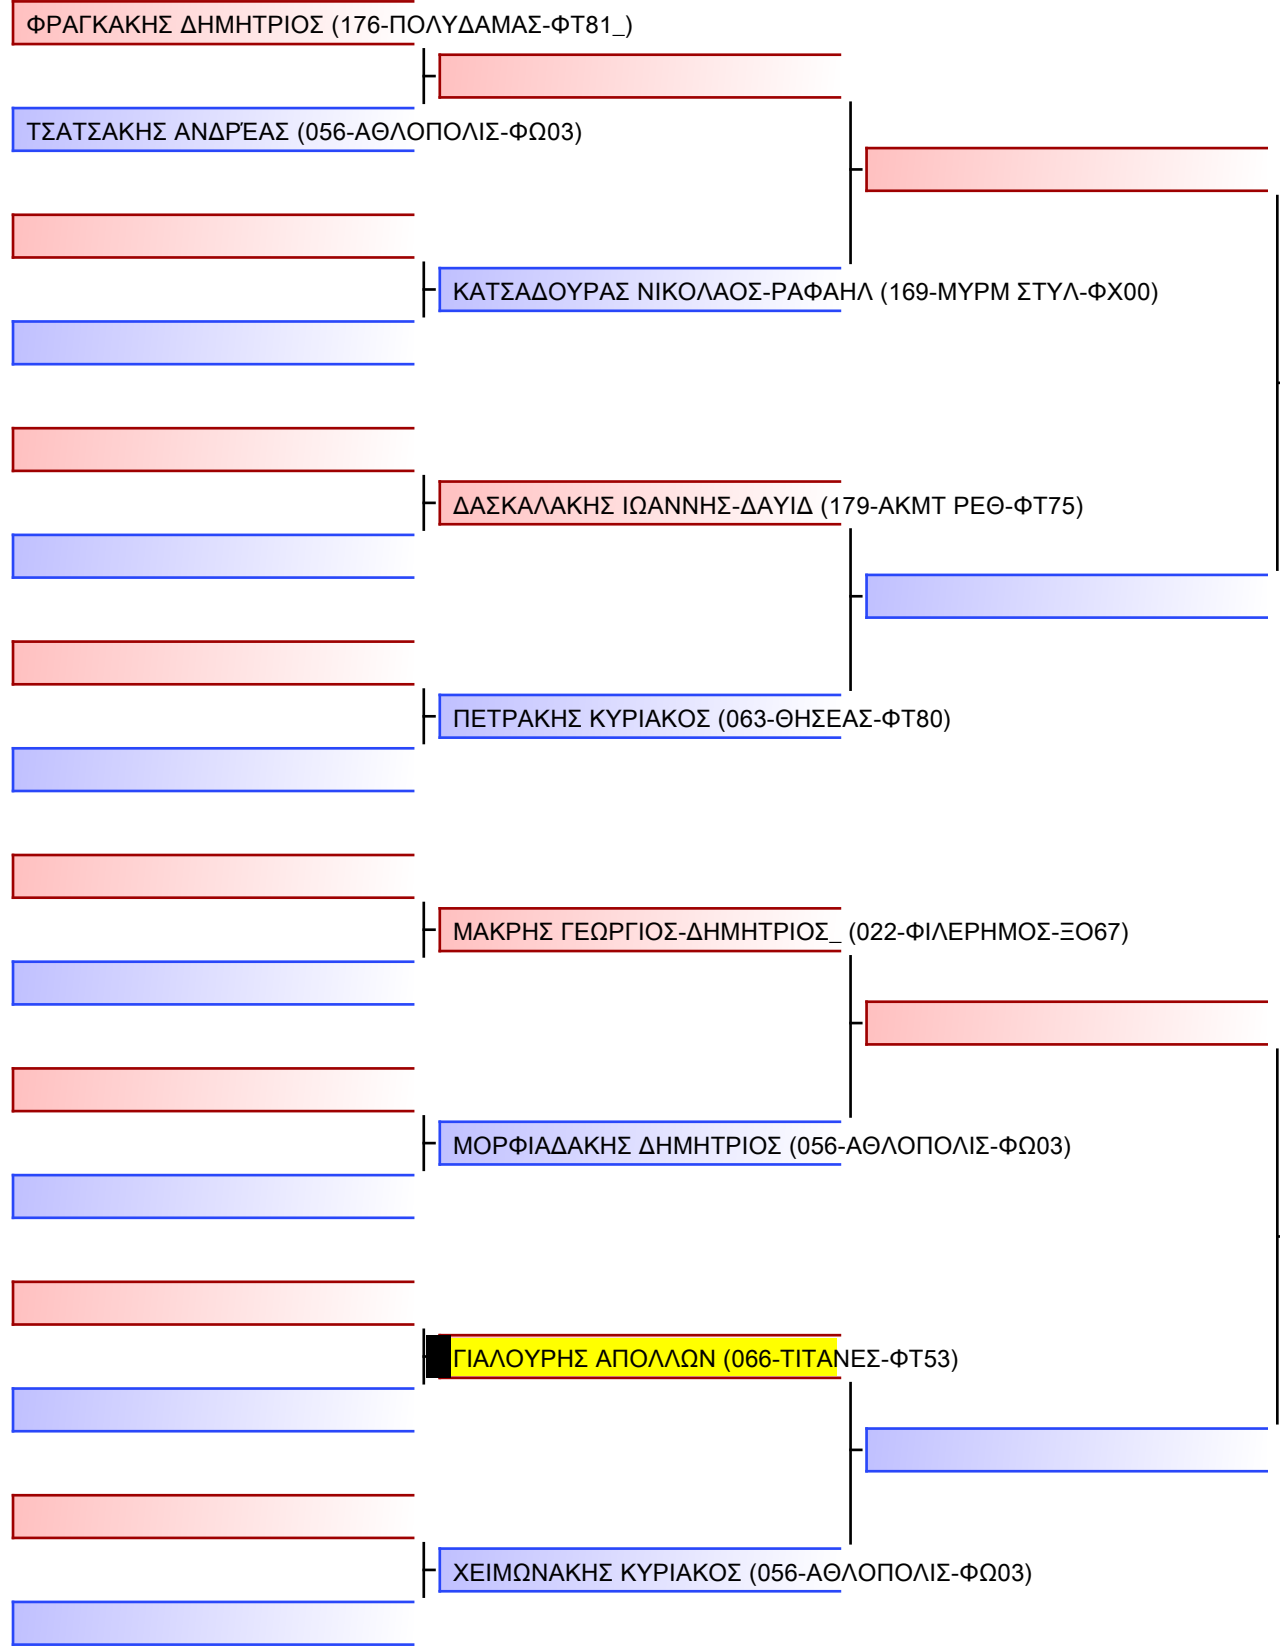 ΦΡΑΓΚΑΚΗΣ ΔΗΜΗΤΡΙΟΣ (176-ΠΟΛΥΔΑΜΑΣ-ΦΤ81_)
ΤΣΑΤΣΑΚΗΣ ΑΝΔΡΈΑΣ (056-ΑΘΛΟΠΟΛΙΣ-ΦΩ03)
ΚΑΤΣΑΔΟΥΡΑΣ ΝΙΚΟΛΑΟΣ-ΡΑΦΑΗΛ (169-ΜΥΡΜ ΣΤΥΛ-ΦΧ00)
ΔΑΣΚΑΛΑΚΗΣ ΙΩΑΝΝΗΣ-ΔΑΥΙΔ (179-ΑΚΜΤ ΡΕΘ-ΦΤ75)
ΠΕΤΡΑΚΗΣ ΚΥΡΙΑΚΟΣ (063-ΘΗΣΕΑΣ-ΦΤ80)
ΜΑΚΡΗΣ ΓΕΩΡΓΙΟΣ-ΔΗΜΗΤΡΙΟΣ_ (022-ΦΙΛΕΡΗΜΟΣ-ΞΟ67)
ΜΟΡΦΙΑΔΑΚΗΣ ΔΗΜΗΤΡΙΟΣ (056-ΑΘΛΟΠΟΛΙΣ-ΦΩ03)
ΓΙΑΛΟΥΡΗΣ ΑΠΟΛΛΩΝ (066-ΤΙΤΑΝΕΣ-ΦΤ53)
ΧΕΙΜΩΝΑΚΗΣ ΚΥΡΙΑΚΟΣ (056-ΑΘΛΟΠΟΛΙΣ-ΦΩ03)